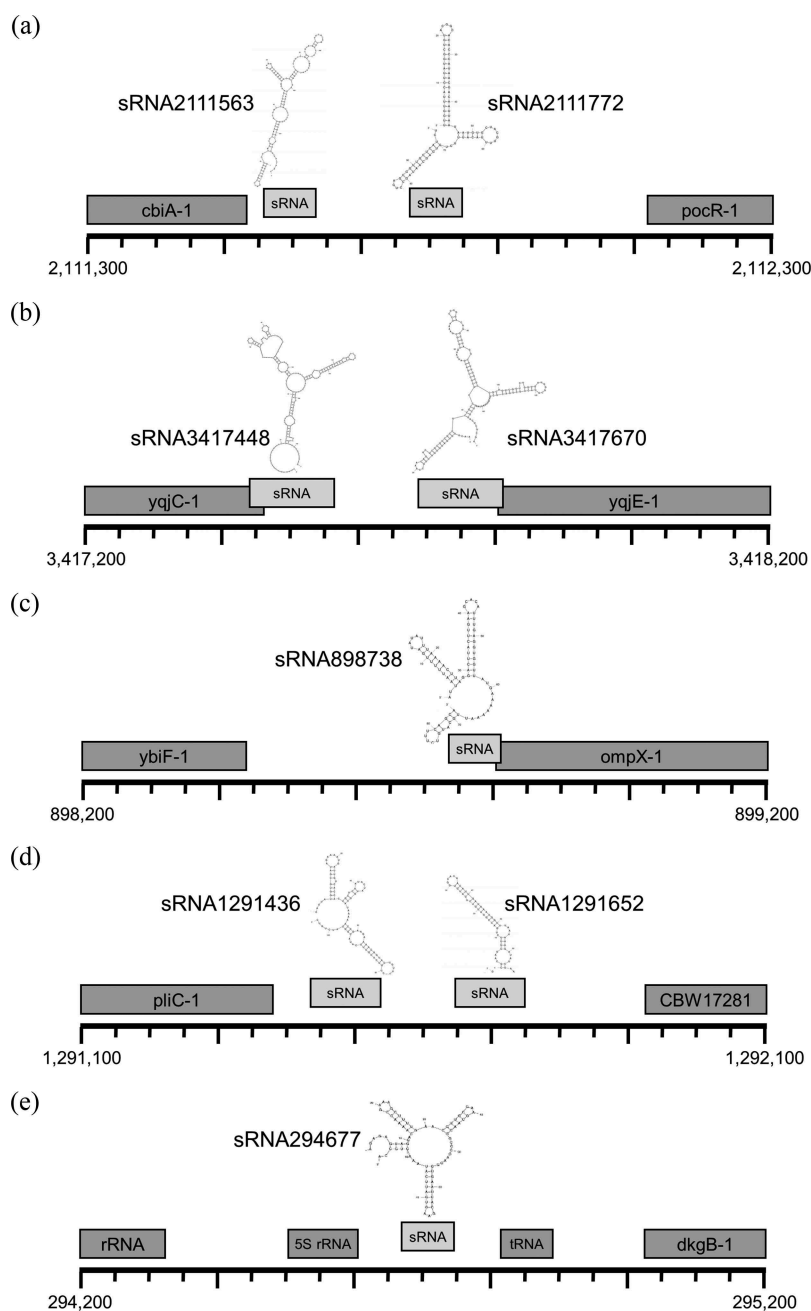 (a)
sRNA2111563
sRNA2111772
cbiA-1
sRNA
sRNA
pocR-1
2,111,300
2,112,300
(b)
sRNA3417448
sRNA3417670
yqjC-1
sRNA
sRNA
yqjE-1
3,417,200
3,418,200
(c)
sRNA898738
ybiF-1
sRNA
ompX-1
898,200
899,200
(d)
sRNA1291436
sRNA1291652
pliC-1
sRNA
sRNA
CBW17281
1,291,100
1,292,100
(e)
sRNA294677
rRNA
5S rRNA
sRNA
tRNA
dkgB-1
294,200
295,200